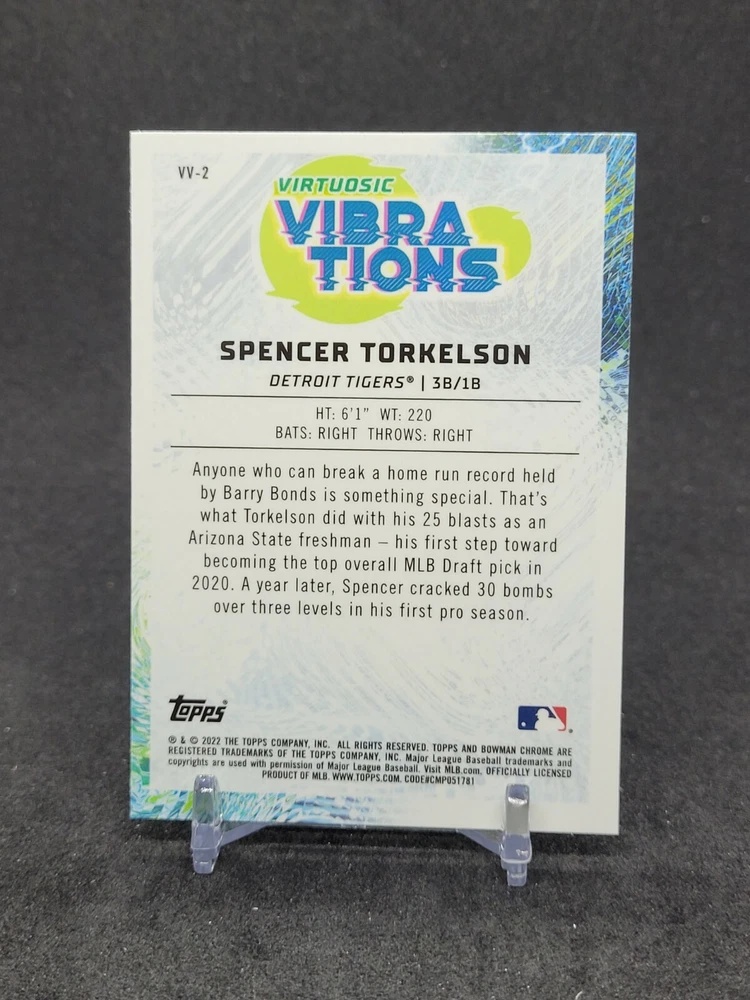 VV-2
VIRTUOSIC
VIBRA
TIONS
SPENCER TORKELSON
DETROIT TIGERS® | 3B/1B
HT: 6'1" WT: 220
BATS: RIGHT THROWS: RIGHT
Anyone who can break a home run record held
by Barry Bonds is something special. That's
what Torkelson did with his 25 blasts as an
Arizona State freshman – his first step toward
becoming the top overall MLB Draft pick in
2020. A year later, Spencer cracked 30 bombs
over three levels in his first pro season.
topps®
® & © 2022 THE TOPPS COMPANY, INC. ALL RIGHTS RESERVED. TOPPS AND BOWMAN CHROME ARE
REGISTERED TRADEMARKS OF THE TOPPS COMPANY, INC. Major League Baseball trademarks and
copyrights are used with permission of Major League Baseball. Visit MLB.com. OFFICIALLY LICENSED
PRODUCT OF MLB. WWW.TOPPS.COM. CODE#CMP051781